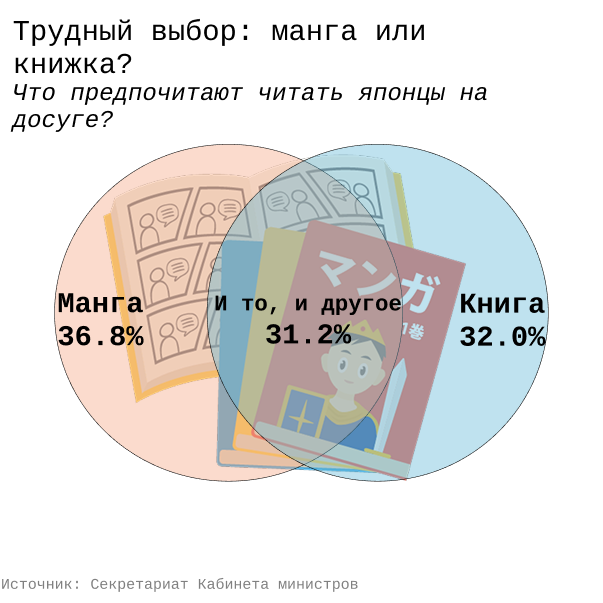 Трудный выбор: манга или
книжка?
Что предпочитают читать японцы на
досуге?
マンガ
1巻
Манга
36.8%
И то, и другое
31.2%
Книга
32.0%
Источник: Секретариат Кабинета министров